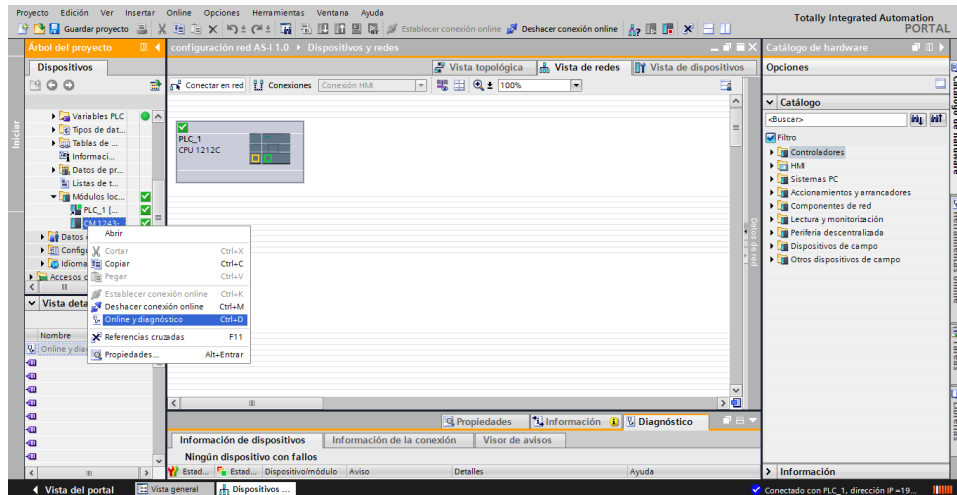 Proyecto Edición Ver Insertar Online Opciones Herramientas Ventana Ayuda
Totally Integrated Automation
PORTAL
Guardar proyecto Establecer conexión online Deshacer conexión online
Árbol del proyecto
configuración red AS-I 1.0 Dispositivos y redes
Catálogo de hardware
Dispositivos
Vista topológica Vista de redes Vista de dispositivos
Opciones
Conectar en red Conexiones Conexión HMI 100%
Iniciar
Catálogo
<Buscar>
Filtro
Controladores
HMI
Sistemas PC
Accionamientos y arrancadores
Componentes de red
Lectura y monitorización
Periferia descentralizada
Dispositivos de campo
Otros dispositivos de campo
Variables PLC
Tipos de dat...
Tablas de ...
Informaci...
Datos de pr...
Listas de t...
Módulos loc...
PLC_1 [...
CM 1243-
Datos
Idioma
PLC_1
CPU 1212C
Abrir
Cortar Ctrl+X
Copiar Ctrl+C
Pegar Ctrl+V
Establecer conexión online Ctrl+K
Deshacer conexión online Ctrl+M
Online y diagnóstico Ctrl+D
Referencias cruzadas F11
Propiedades... Alt+Entrar
Nombre
Datos de red
Catálogo de hardware
Propiedades Información Diagnóstico
Información de dispositivos Información de la conexión Visor de avisos
Ningún dispositivo con fallos
Estad... Estad... Dispositivo/módulo Aviso Detalles Ayuda
Información
Vista del portal Vista general Dispositivos ...
Conectado con PLC_1, dirección IP =19...